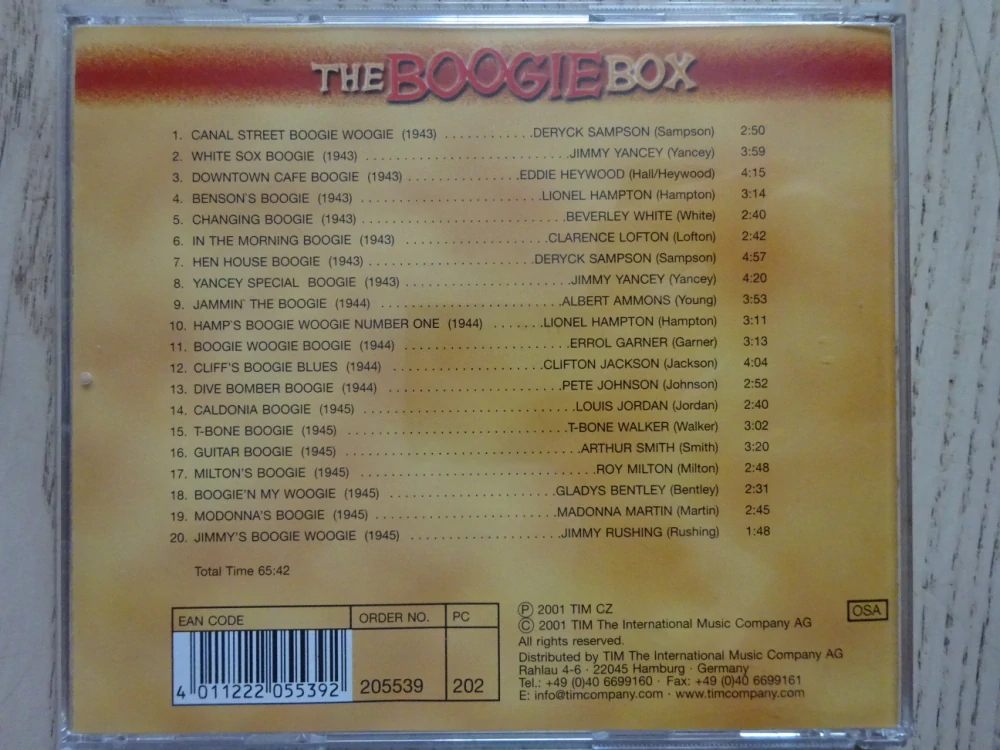 THE BOOGIE BOX
1. CANAL STREET BOOGIE WOOGIE (1943) ............DERYCK SAMPSON (Sampson) 2:50
2. WHITE SOX BOOGIE (1943) ............................JIMMY YANCEY (Yancey) 3:59
3. DOWNTOWN CAFE BOOGIE (1943) ...............EDDIE HEYWOOD (Hall/Heywood) 4:15
4. BENSON'S BOOGIE (1943) .........................LIONEL HAMPTON (Hampton) 3:14
5. CHANGING BOOGIE (1943) ...........................BEVERLEY WHITE (White) 2:40
6. IN THE MORNING BOOGIE (1943) ...................CLARENCE LOFTON (Lofton) 2:42
7. HEN HOUSE BOOGIE (1943) .......................DERYCK SAMPSON (Sampson) 4:57
8. YANCEY SPECIAL BOOGIE (1943) ......................JIMMY YANCEY (Yancey) 4:20
9. JAMMIN' THE BOOGIE (1944) ........................ALBERT AMMONS (Young) 3:53
10. HAMP'S BOOGIE WOOGIE NUMBER ONE (1944) .......LIONEL HAMPTON (Hampton) 3:11
11. BOOGIE WOOGIE BOOGIE (1944) ......................ERROL GARNER (Garner) 3:13
12. CLIFF'S BOOGIE BLUES (1944) ....................CLIFTON JACKSON (Jackson) 4:04
13. DIVE BOMBER BOOGIE (1944) ........................PETE JOHNSON (Johnson) 2:52
14. CALDONIA BOOGIE (1945) .............................LOUIS JORDAN (Jordan) 2:40
15. T-BONE BOOGIE (1945) ..............................T-BONE WALKER (Walker) 3:02
16. GUITAR BOOGIE (1945) ................................ARTHUR SMITH (Smith) 3:20
17. MILTON'S BOOGIE (1945) ................................ROY MILTON (Milton) 2:48
18. BOOGIE'N MY WOOGIE (1945) .......................GLADYS BENTLEY (Bentley) 2:31
19. MODONNA'S BOOGIE (1945) ........................MADONNA MARTIN (Martin) 2:45
20. JIMMY'S BOOGIE WOOGIE (1945) ....................JIMMY RUSHING (Rushing) 1:48
Total Time 65:42
EAN CODE ORDER NO. PC
4 011222 055392 205539 202
Ⓟ 2001 TIM CZ
© 2001 TIM The International Music Company AG
All rights reserved.
Distributed by TIM The International Music Company AG
Rahlau 4-6 · 22045 Hamburg · Germany
Tel.: +49 (0)40 6699160 · Fax: +49 (0)40 6699161
E: info@timcompany.com · www.timcompany.com
OSA